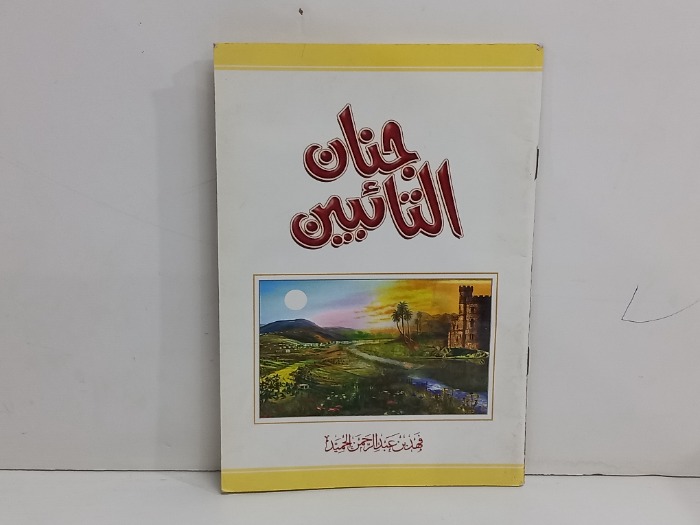 جنان
التائبين
فهد بن عبد الرحمن الحميد